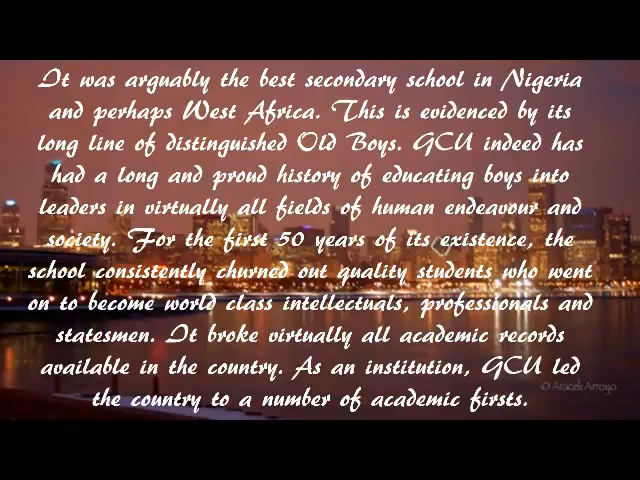 It was arguably the best secondary school in Nigeria
and perhaps West Africa. This is evidenced by its
long line of distinguished Old Boys. GCU indeed has
had a long and proud history of educating boys into
leaders in virtually all fields of human endeavour and
society. For the first 50 years of its existence, the
school consistently churned out quality students who went
on to become world class intellectuals, professionals and
statesmen. It broke virtually all academic records
available in the country. As an institution, GCU led
© Araceli Arroyo
the country to a number of academic firsts.